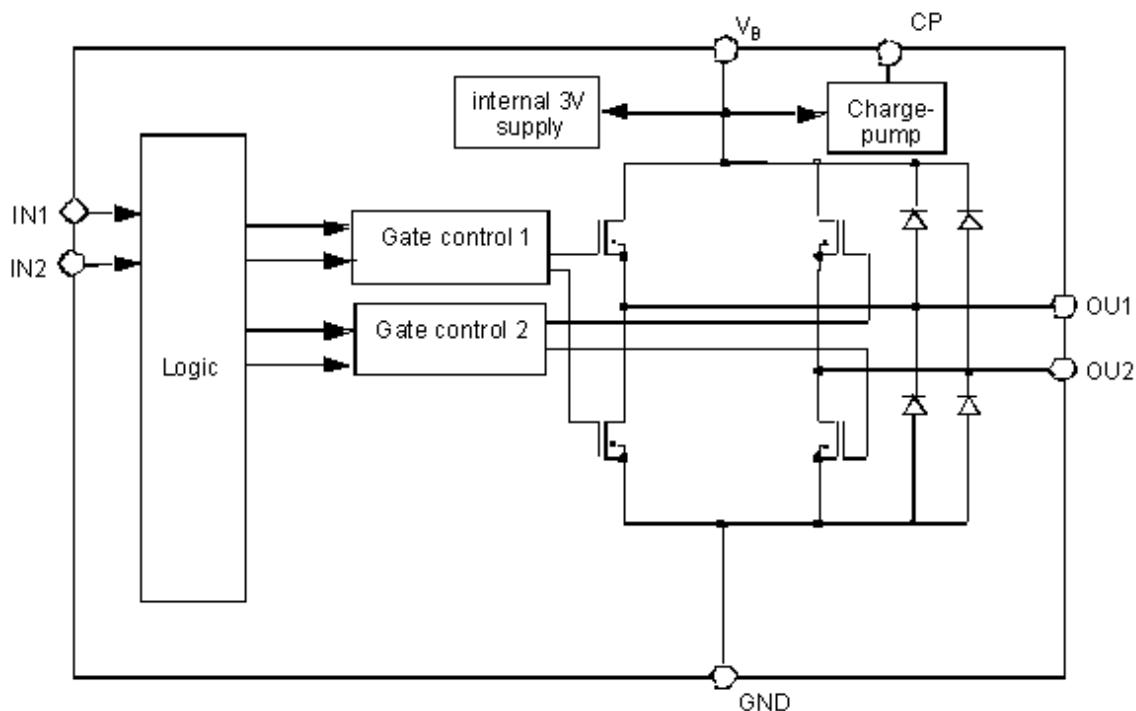 V_B
CP
internal 3V
supply
Charge-
pump
IN1
Gate control 1
IN2
OU1
Gate control 2
Logic
OU2
GND